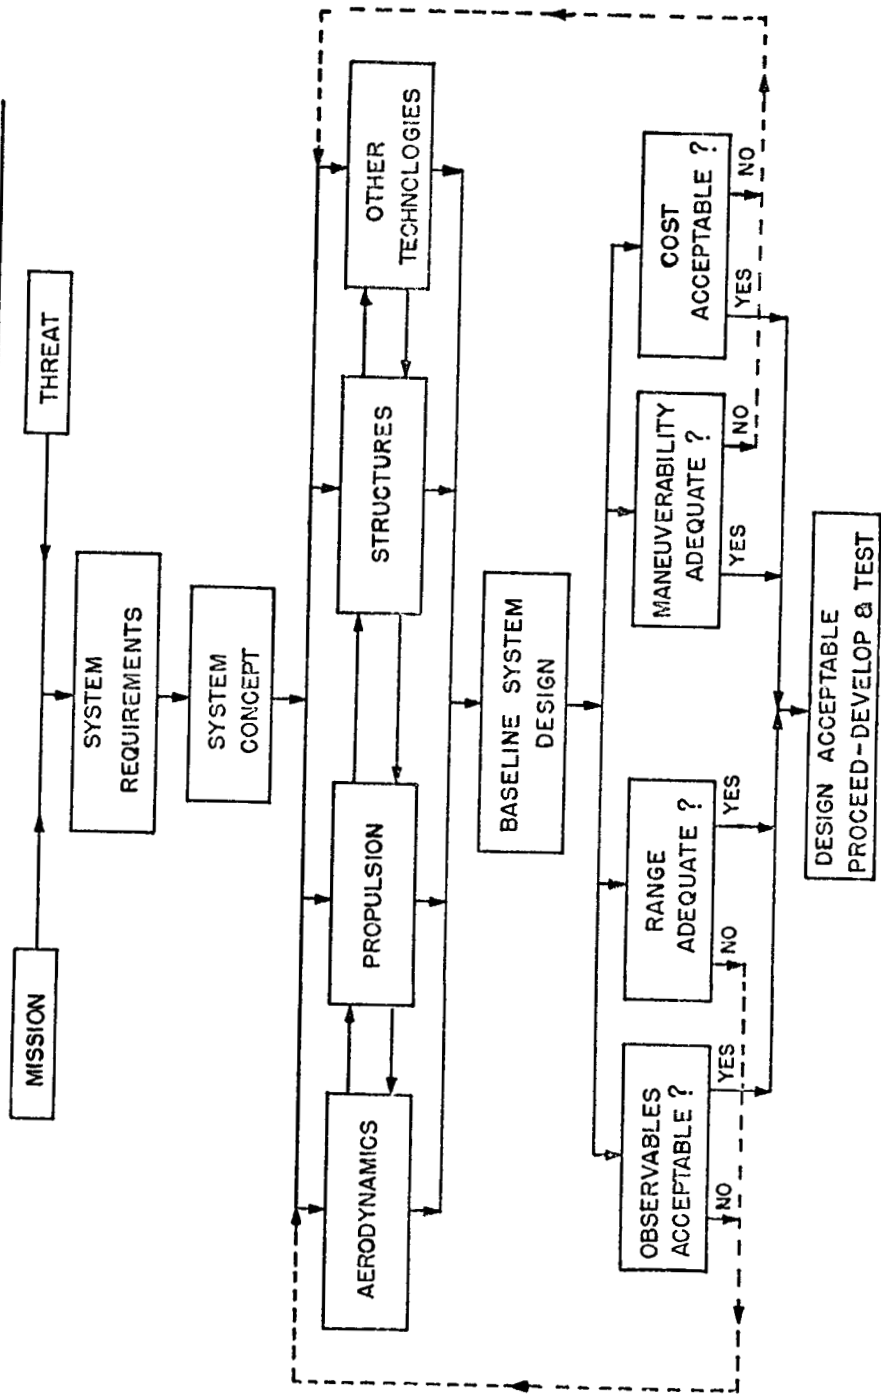 MISSION
THREAT
SYSTEM
REQUIREMENTS
SYSTEM
CONCEPT
AERODYNAMICS
PROPULSION
STRUCTURES
OTHER
TECHNOLOGIES
BASELINE SYSTEM
DESIGN
OBSERVABLES
ACCEPTABLE ?
RANGE
ADEQUATE ?
MANEUVERABILITY
ADEQUATE ?
COST
ACCEPTABLE ?
NO
YES
NO
YES
YES
NO
YES
NO
DESIGN ACCEPTABLE
PROCEED-DEVELOP & TEST